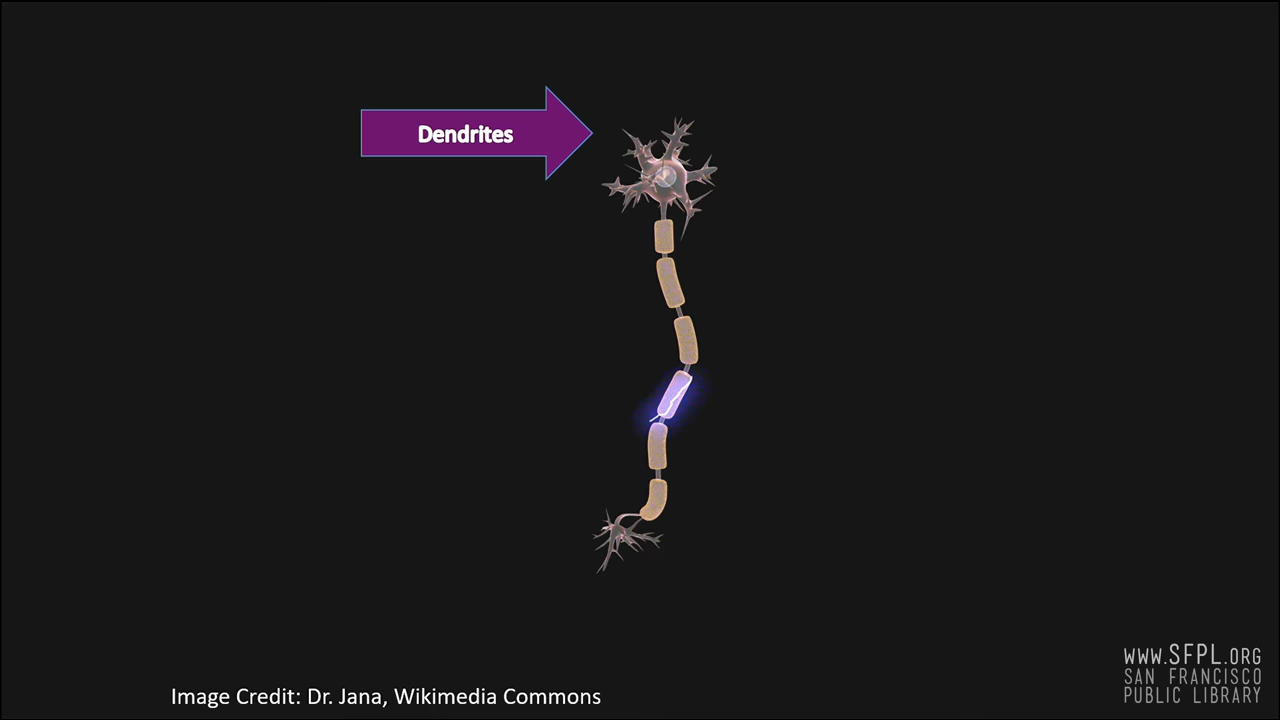 Dendrites
Image Credit: Dr. Jana, Wikimedia Commons
WWW.SFPL.ORG
SAN FRANCISCO
PUBLIC LIBRARY